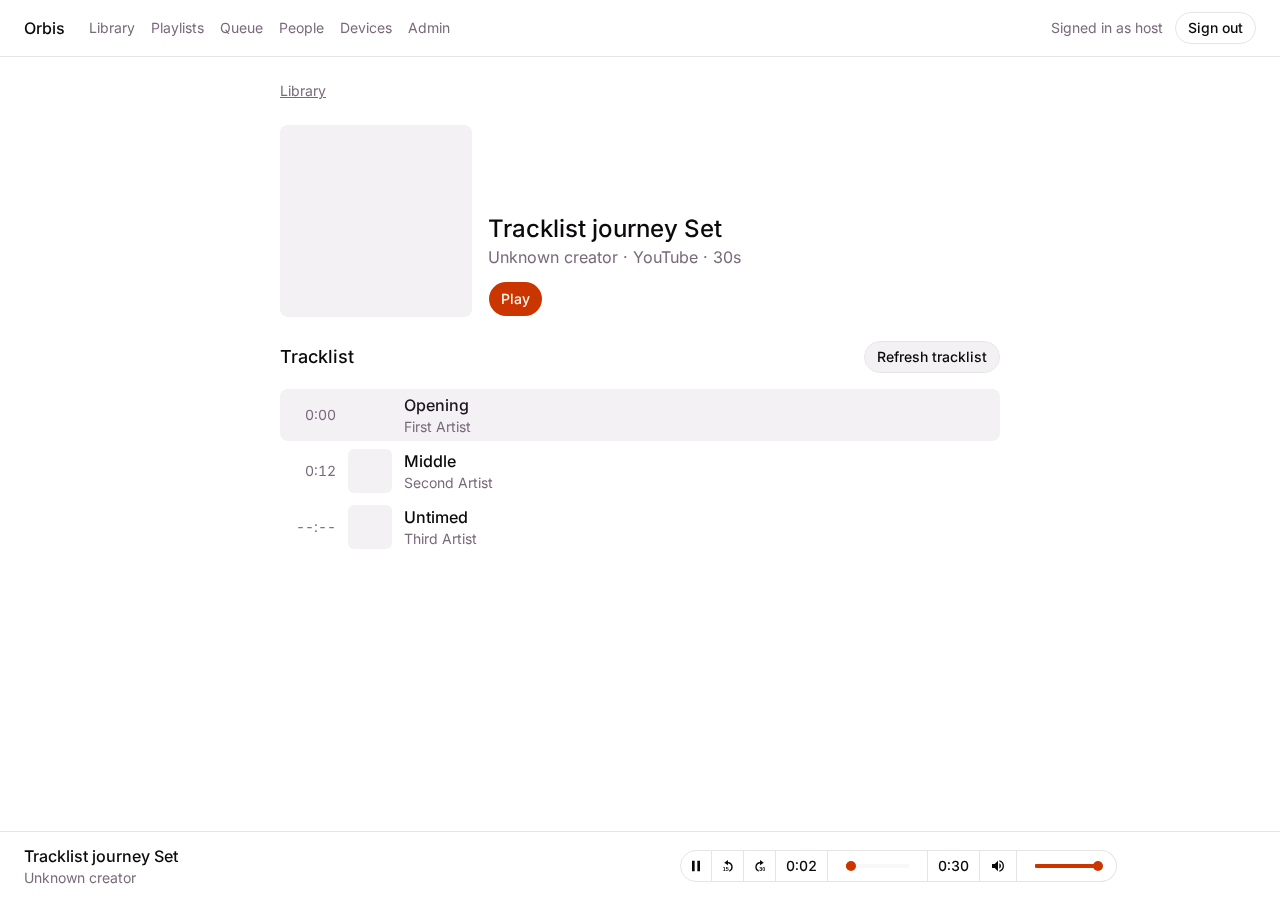 Orbis Library Playlists Queue People Devices Admin Signed in as host Sign out
Library
Tracklist journey Set
Unknown creator · YouTube · 30s
Play
Tracklist Refresh tracklist
0:00 Opening
First Artist
0:12 Middle
Second Artist
--:-- Untimed
Third Artist
Tracklist journey Set
Unknown creator
15 30 0:02 0:30